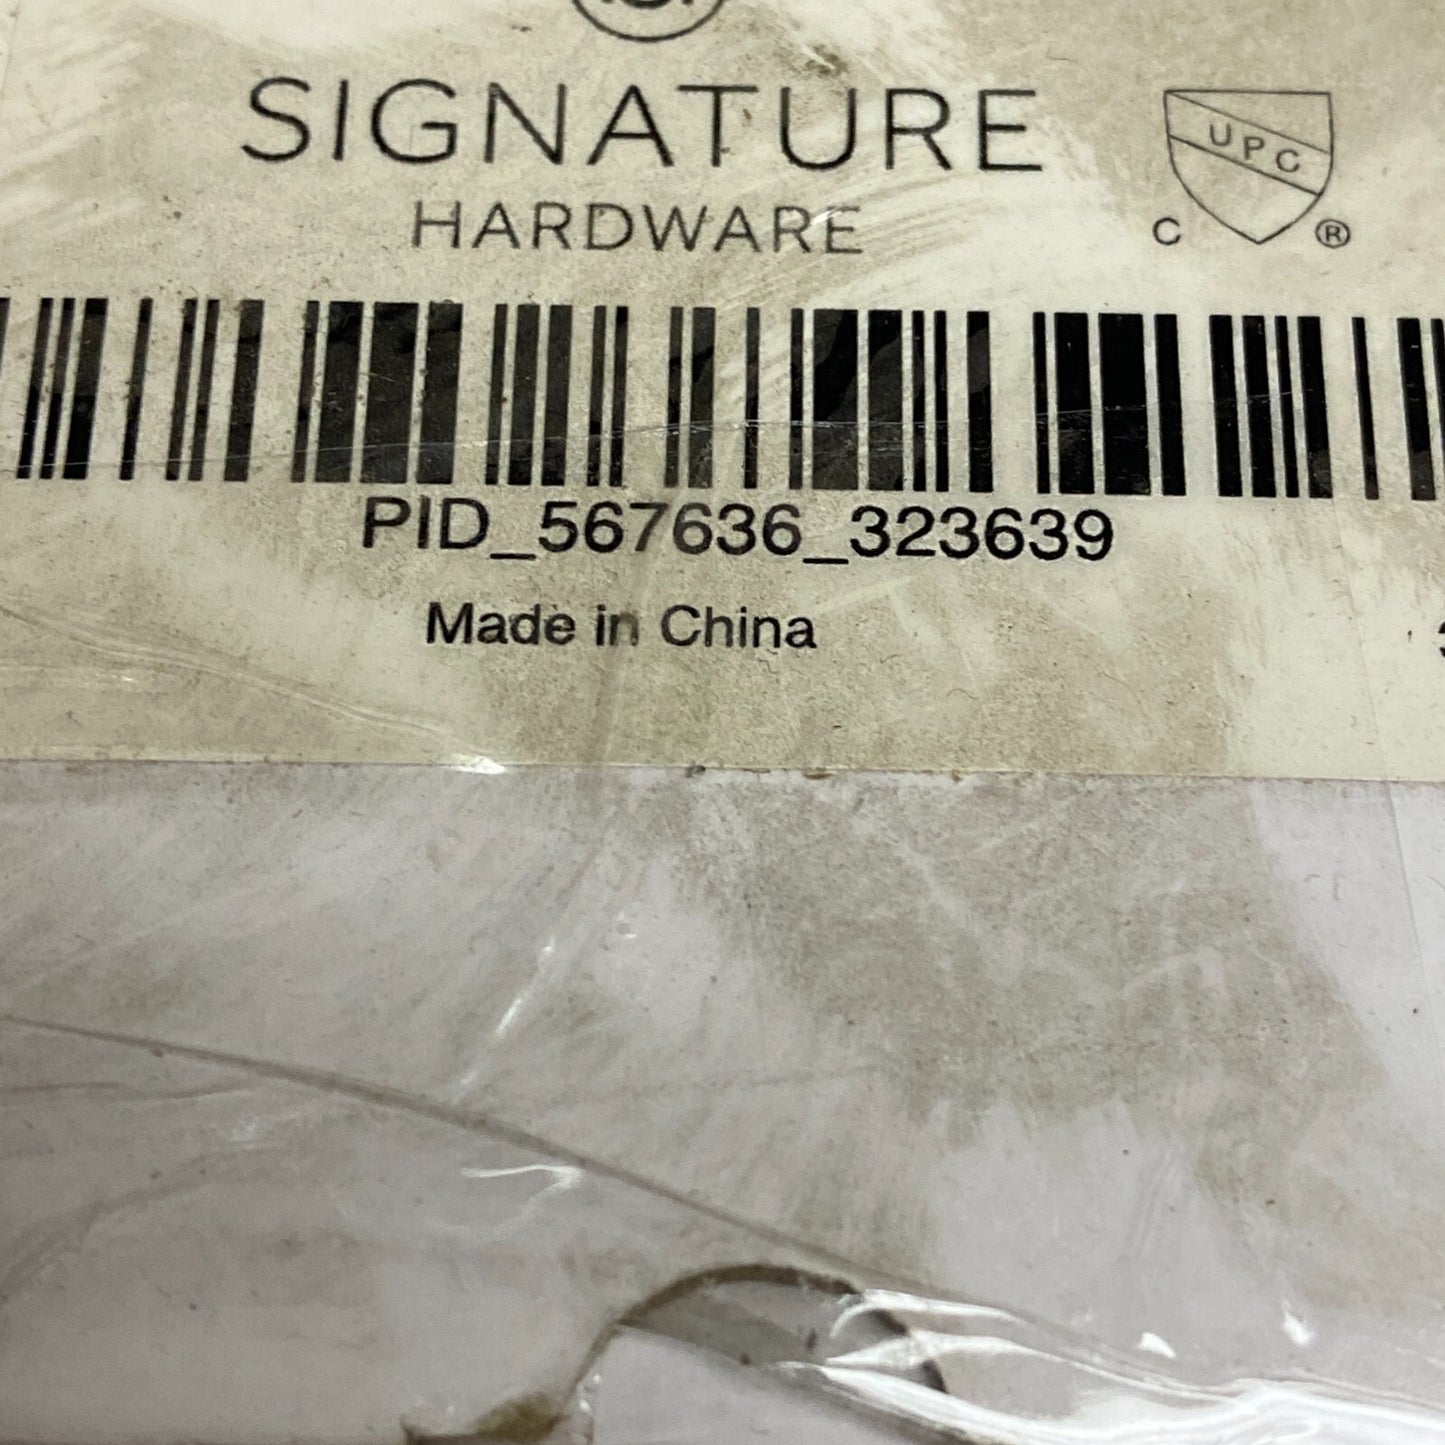 SIGNATURE
HARDWARE
UPC
C ®
PID_567636_323639
Made in China